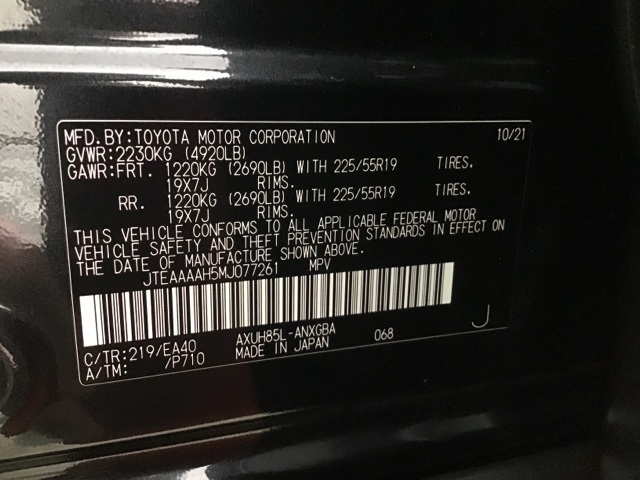 MFD.BY:TOYOTA MOTOR CORPORATION 10/21
GVWR:2230KG (4920LB)
GAWR:FRT. 1220KG (2690LB) WITH 225/55R19 TIRES.
19X7J RIMS.
RR. 1220KG (2690LB) WITH 225/55R19 TIRES.
19X7J RIMS.
THIS VEHICLE CONFORMS TO ALL APPLICABLE FEDERAL MOTOR
VEHICLE SAFETY AND THEFT PREVENTION STANDARDS IN EFFECT ON
THE DATE OF MANUFACTURE SHOWN ABOVE.
JTEAAAAH5MJ077261 MPV
C/TR:219/EA40 AXUH85L-ANXGBA 068 J
A/TM: /P710 MADE IN JAPAN